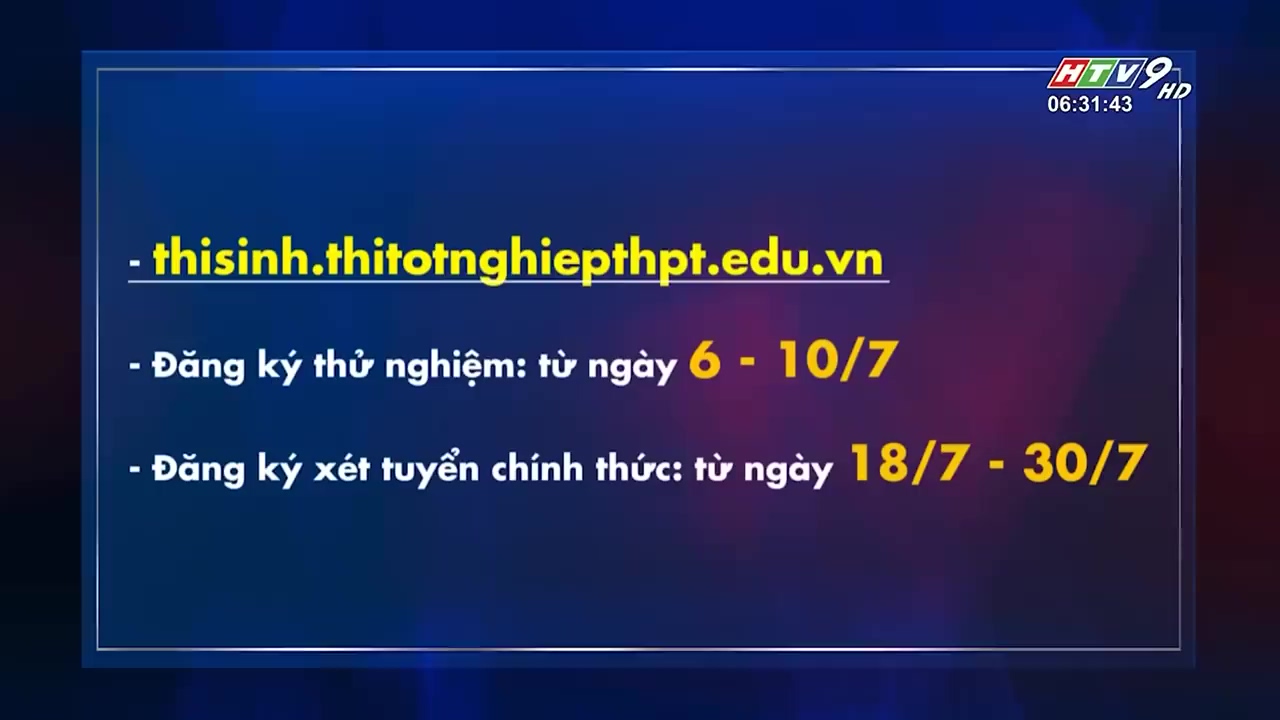 HTV9 HD
06:31:43
- thisinh.thitotnghiepthpt.edu.vn
- Đăng ký thử nghiệm: từ ngày 6 - 10/7
- Đăng ký xét tuyển chính thức: từ ngày 18/7 - 30/7